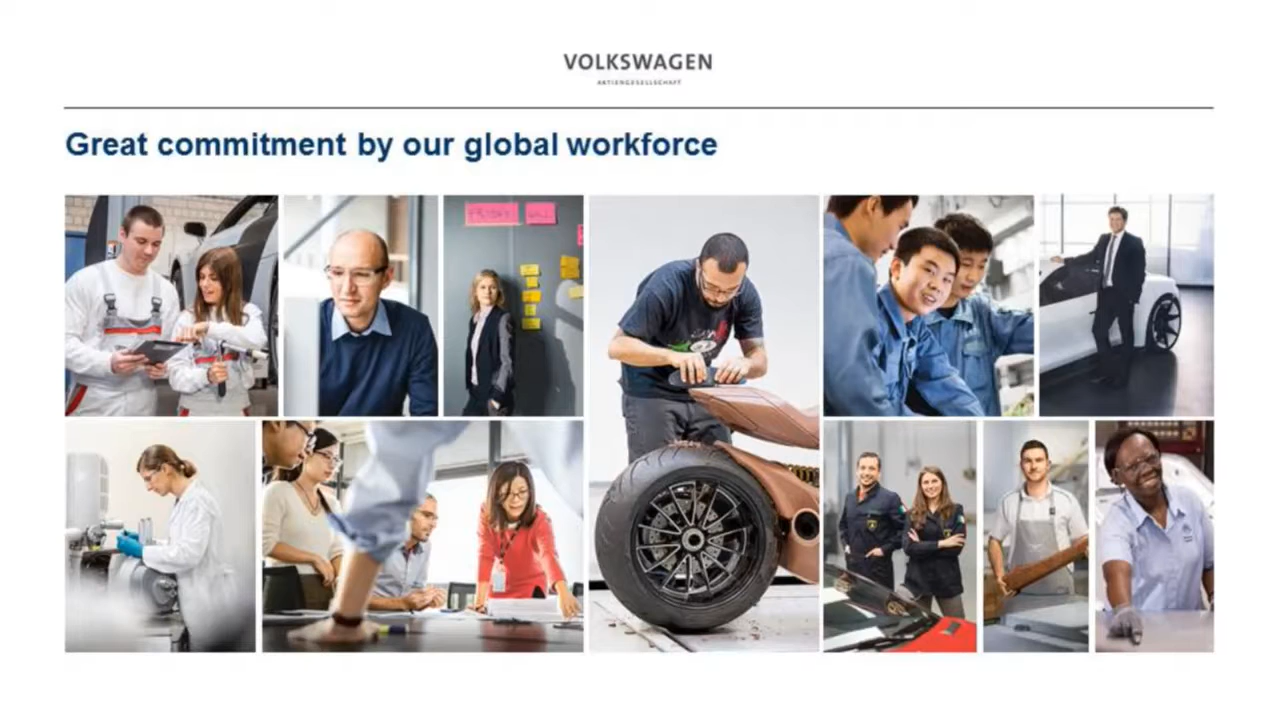 VOLKSWAGEN
AKTIENGESELLSCHAFT
Great commitment by our global workforce